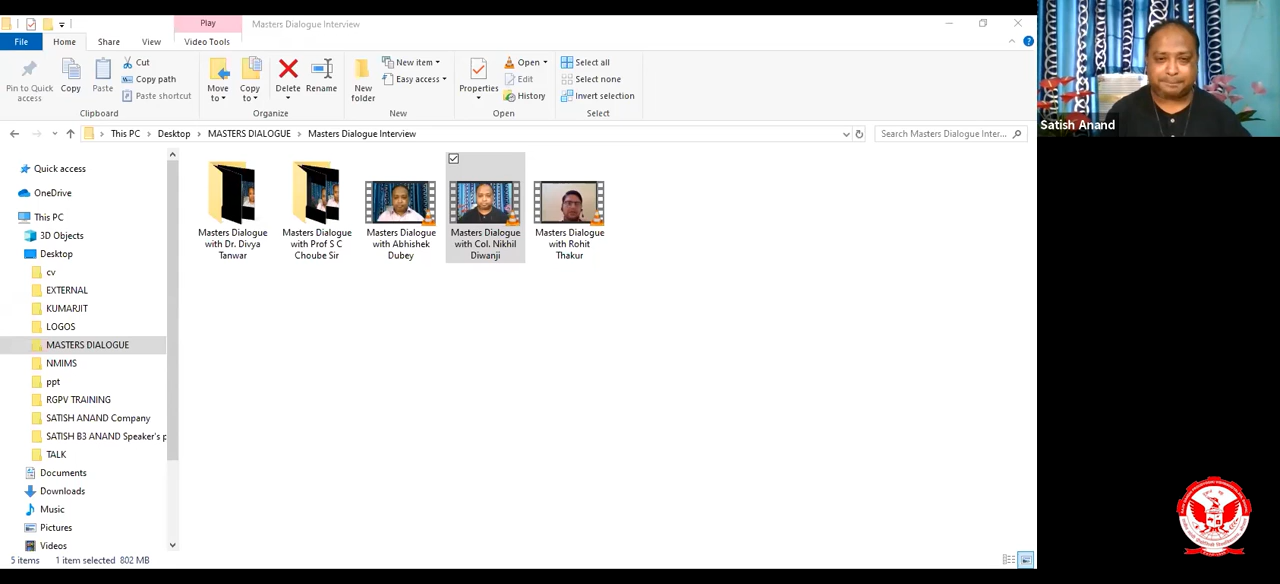 Play
Masters Dialogue Interview
File
Home
Share
View
Video Tools
Pin to Quick
access
Copy
Paste
Cut
Copy path
Paste shortcut
Clipboard
Move
to
Copy
to
Delete
Rename
Organize
New
folder
New item
Easy access
New
Properties
Open
Edit
History
Open
Select all
Select none
Invert selection
Select
This PC > Desktop > MASTERS DIALOGUE > Masters Dialogue Interview
Search Masters Dialogue Inter...
Quick access
OneDrive
This PC
3D Objects
Desktop
cv
EXTERNAL
KUMARJIT
LOGOS
MASTERS DIALOGUE
NMIMS
ppt
RGPV TRAINING
SATISH ANAND Company
SATISH B3 ANAND Speaker's p
TALK
Documents
Downloads
Music
Pictures
Videos
Masters Dialogue
with Dr. Divya
Tanwar
Masters Dialogue
with Prof S C
Choube Sir
Masters Dialogue
with Abhishek
Dubey
Masters Dialogue
with Col. Nikhil
Diwanji
Masters Dialogue
with Rohit
Thakur
5 items
1 item selected 802 MB
Satish Anand